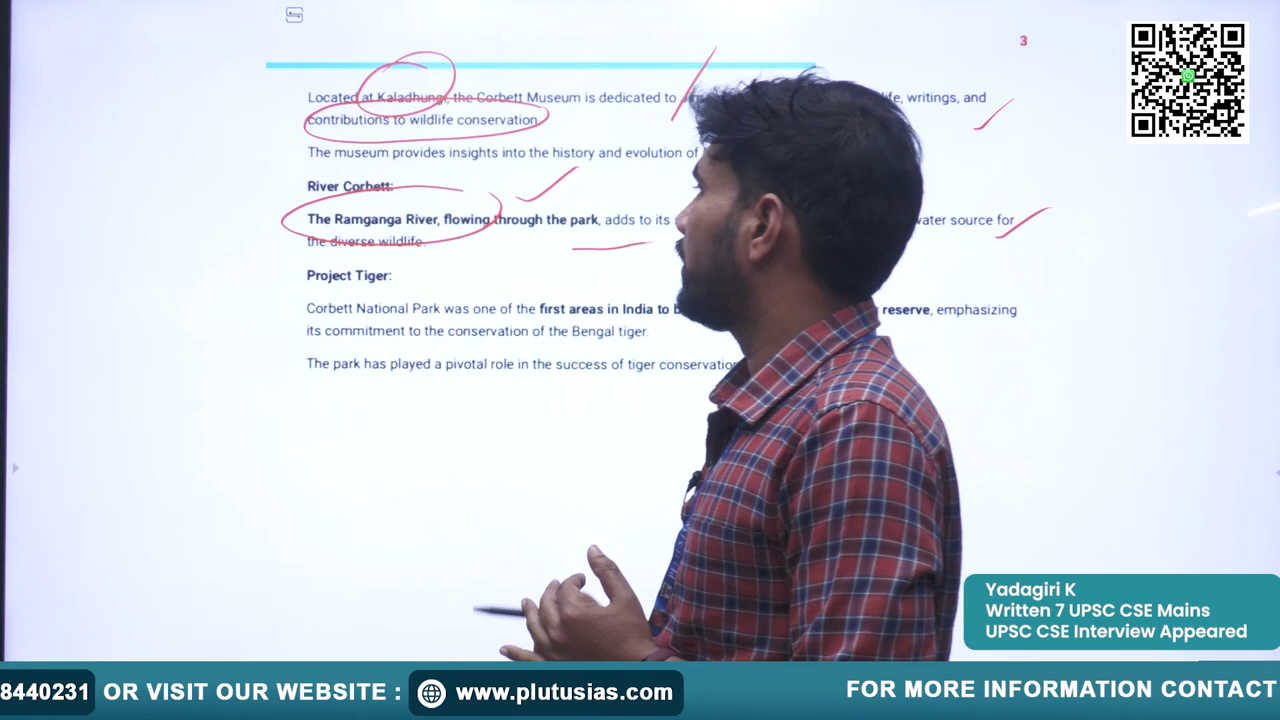 3
Located at Kaladhungi, the Corbett Museum is dedicated to life, writings, and
contributions to wildlife conservation
The museum provides insights into the history and evolution of
River Corbett:
The Ramganga River, flowing through the park, adds to its water source for
the diverse wildlife.
Project Tiger:
Corbett National Park was one of the first areas in India to reserve, emphasizing
its commitment to the conservation of the Bengal tiger.
The park has played a pivotal role in the success of tiger conservation
Yadagiri K
Written 7 UPSC CSE Mains
UPSC CSE Interview Appeared
8440231 OR VISIT OUR WEBSITE : www.plutusias.com FOR MORE INFORMATION CONTACT